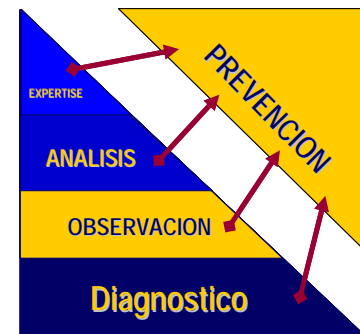 EXPERTISE
PREVENCION
ANALISIS
OBSERVACION
Diagnostico